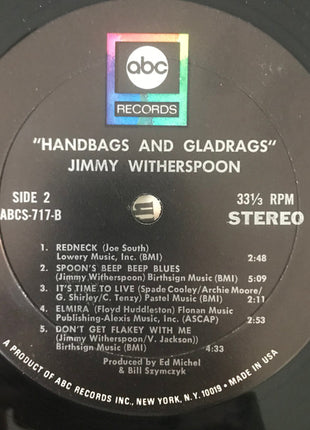 abc
RECORDS
"HANDBAGS AND GLADRAGS"
JIMMY WITHERSPOON
SIDE 2
ABCS-717-B
33⅓ RPM
STEREO
1. REDNECK (Joe South)
Lowery Music, Inc. (BMI) 2:48
2. SPOON'S BEEP BEEP BLUES
(Jimmy Witherspoon) Birthsign Music (BMI) 5:09
3. IT'S TIME TO LIVE (Spade Cooley/Archie Moore/
G. Shirley/C. Tenzy) Pastel Music (BMI) 2:11
4. ELMIRA (Floyd Huddleston) Flonan Music
Publishing-Alexis Music, Inc. (ASCAP) 2:53
5. DON'T GET FLAKEY WITH ME
(Jimmy Witherspoon/V. Jackson))
Birthsign Music (BMI) 4:33
Produced by Ed Michel
& Bill Szymczyk
A PRODUCT OF ABC RECORDS INC., NEW YORK, N.Y. 10019 • MADE IN USA